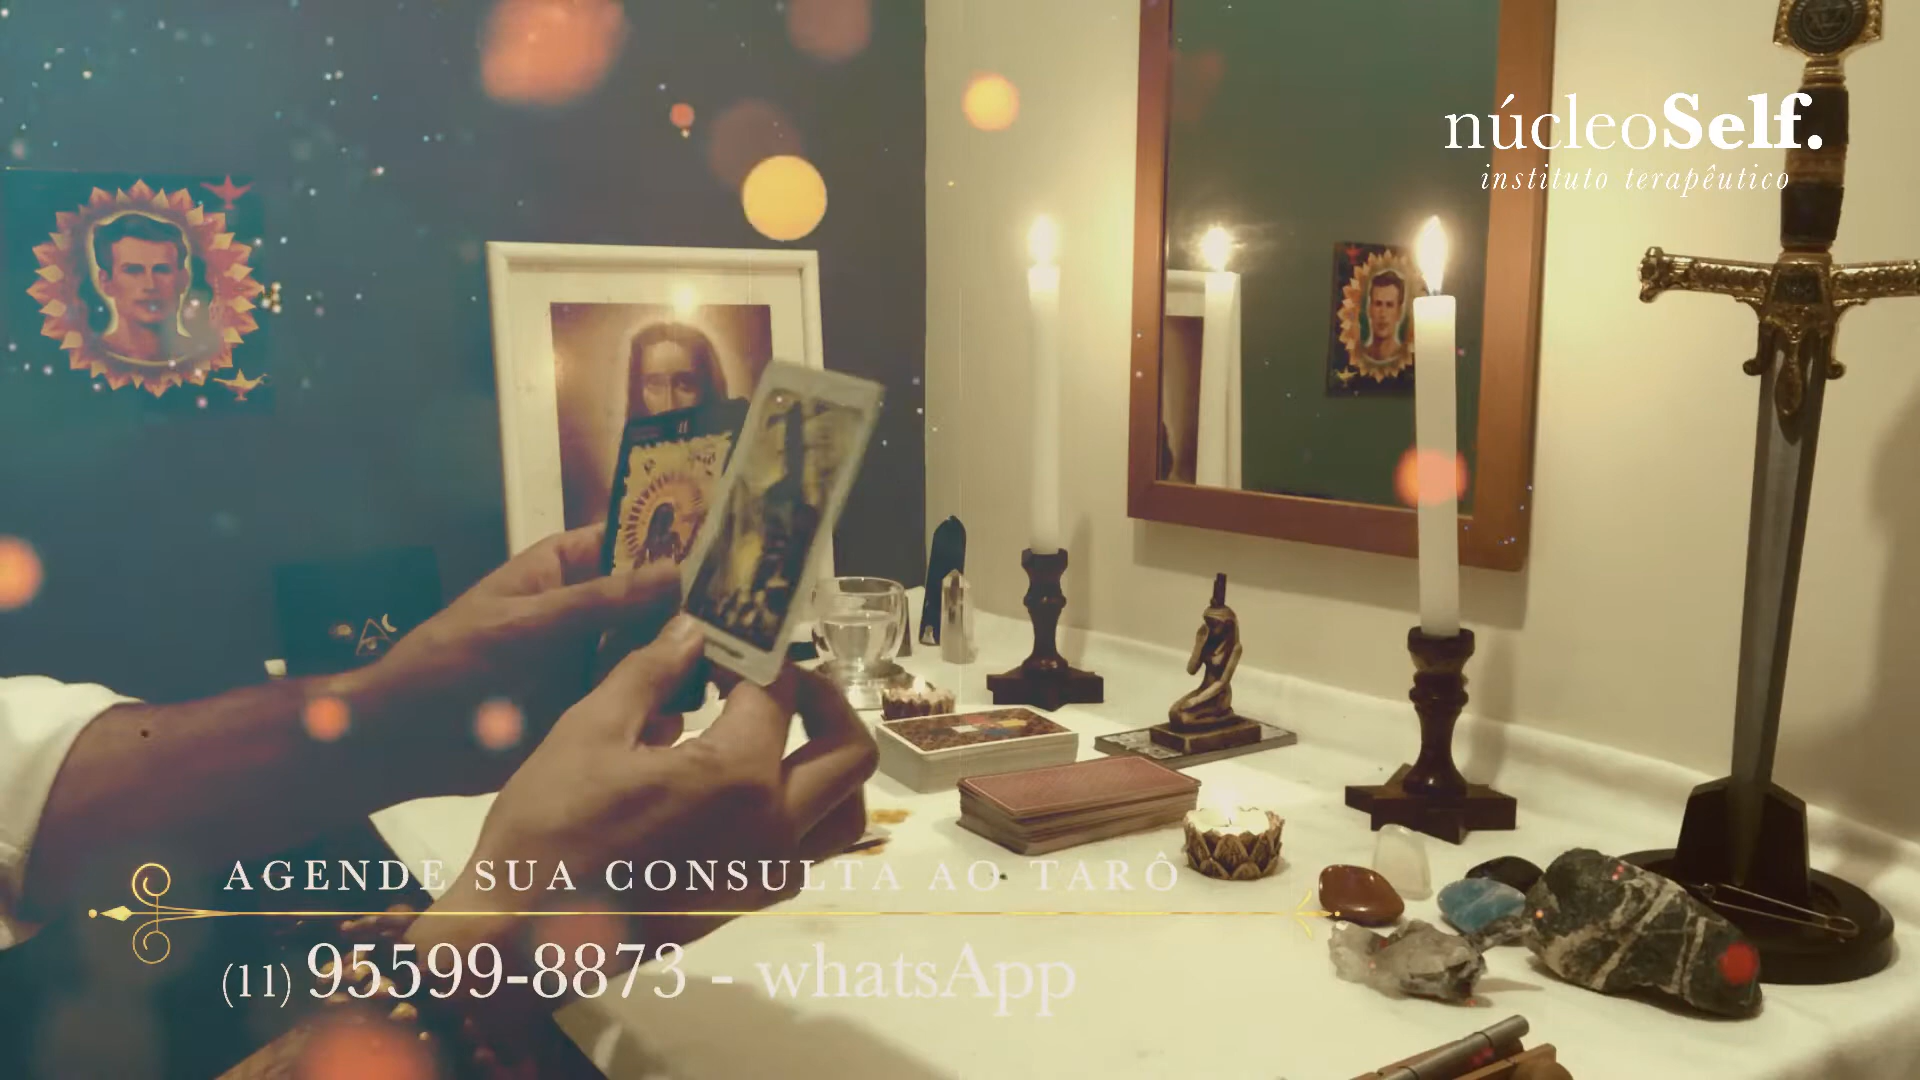 núcleoSelf.
instituto terapêutico
AGENDE SUA CONSULTA AO TARÔ
(11) 95599-8873 - whatsApp